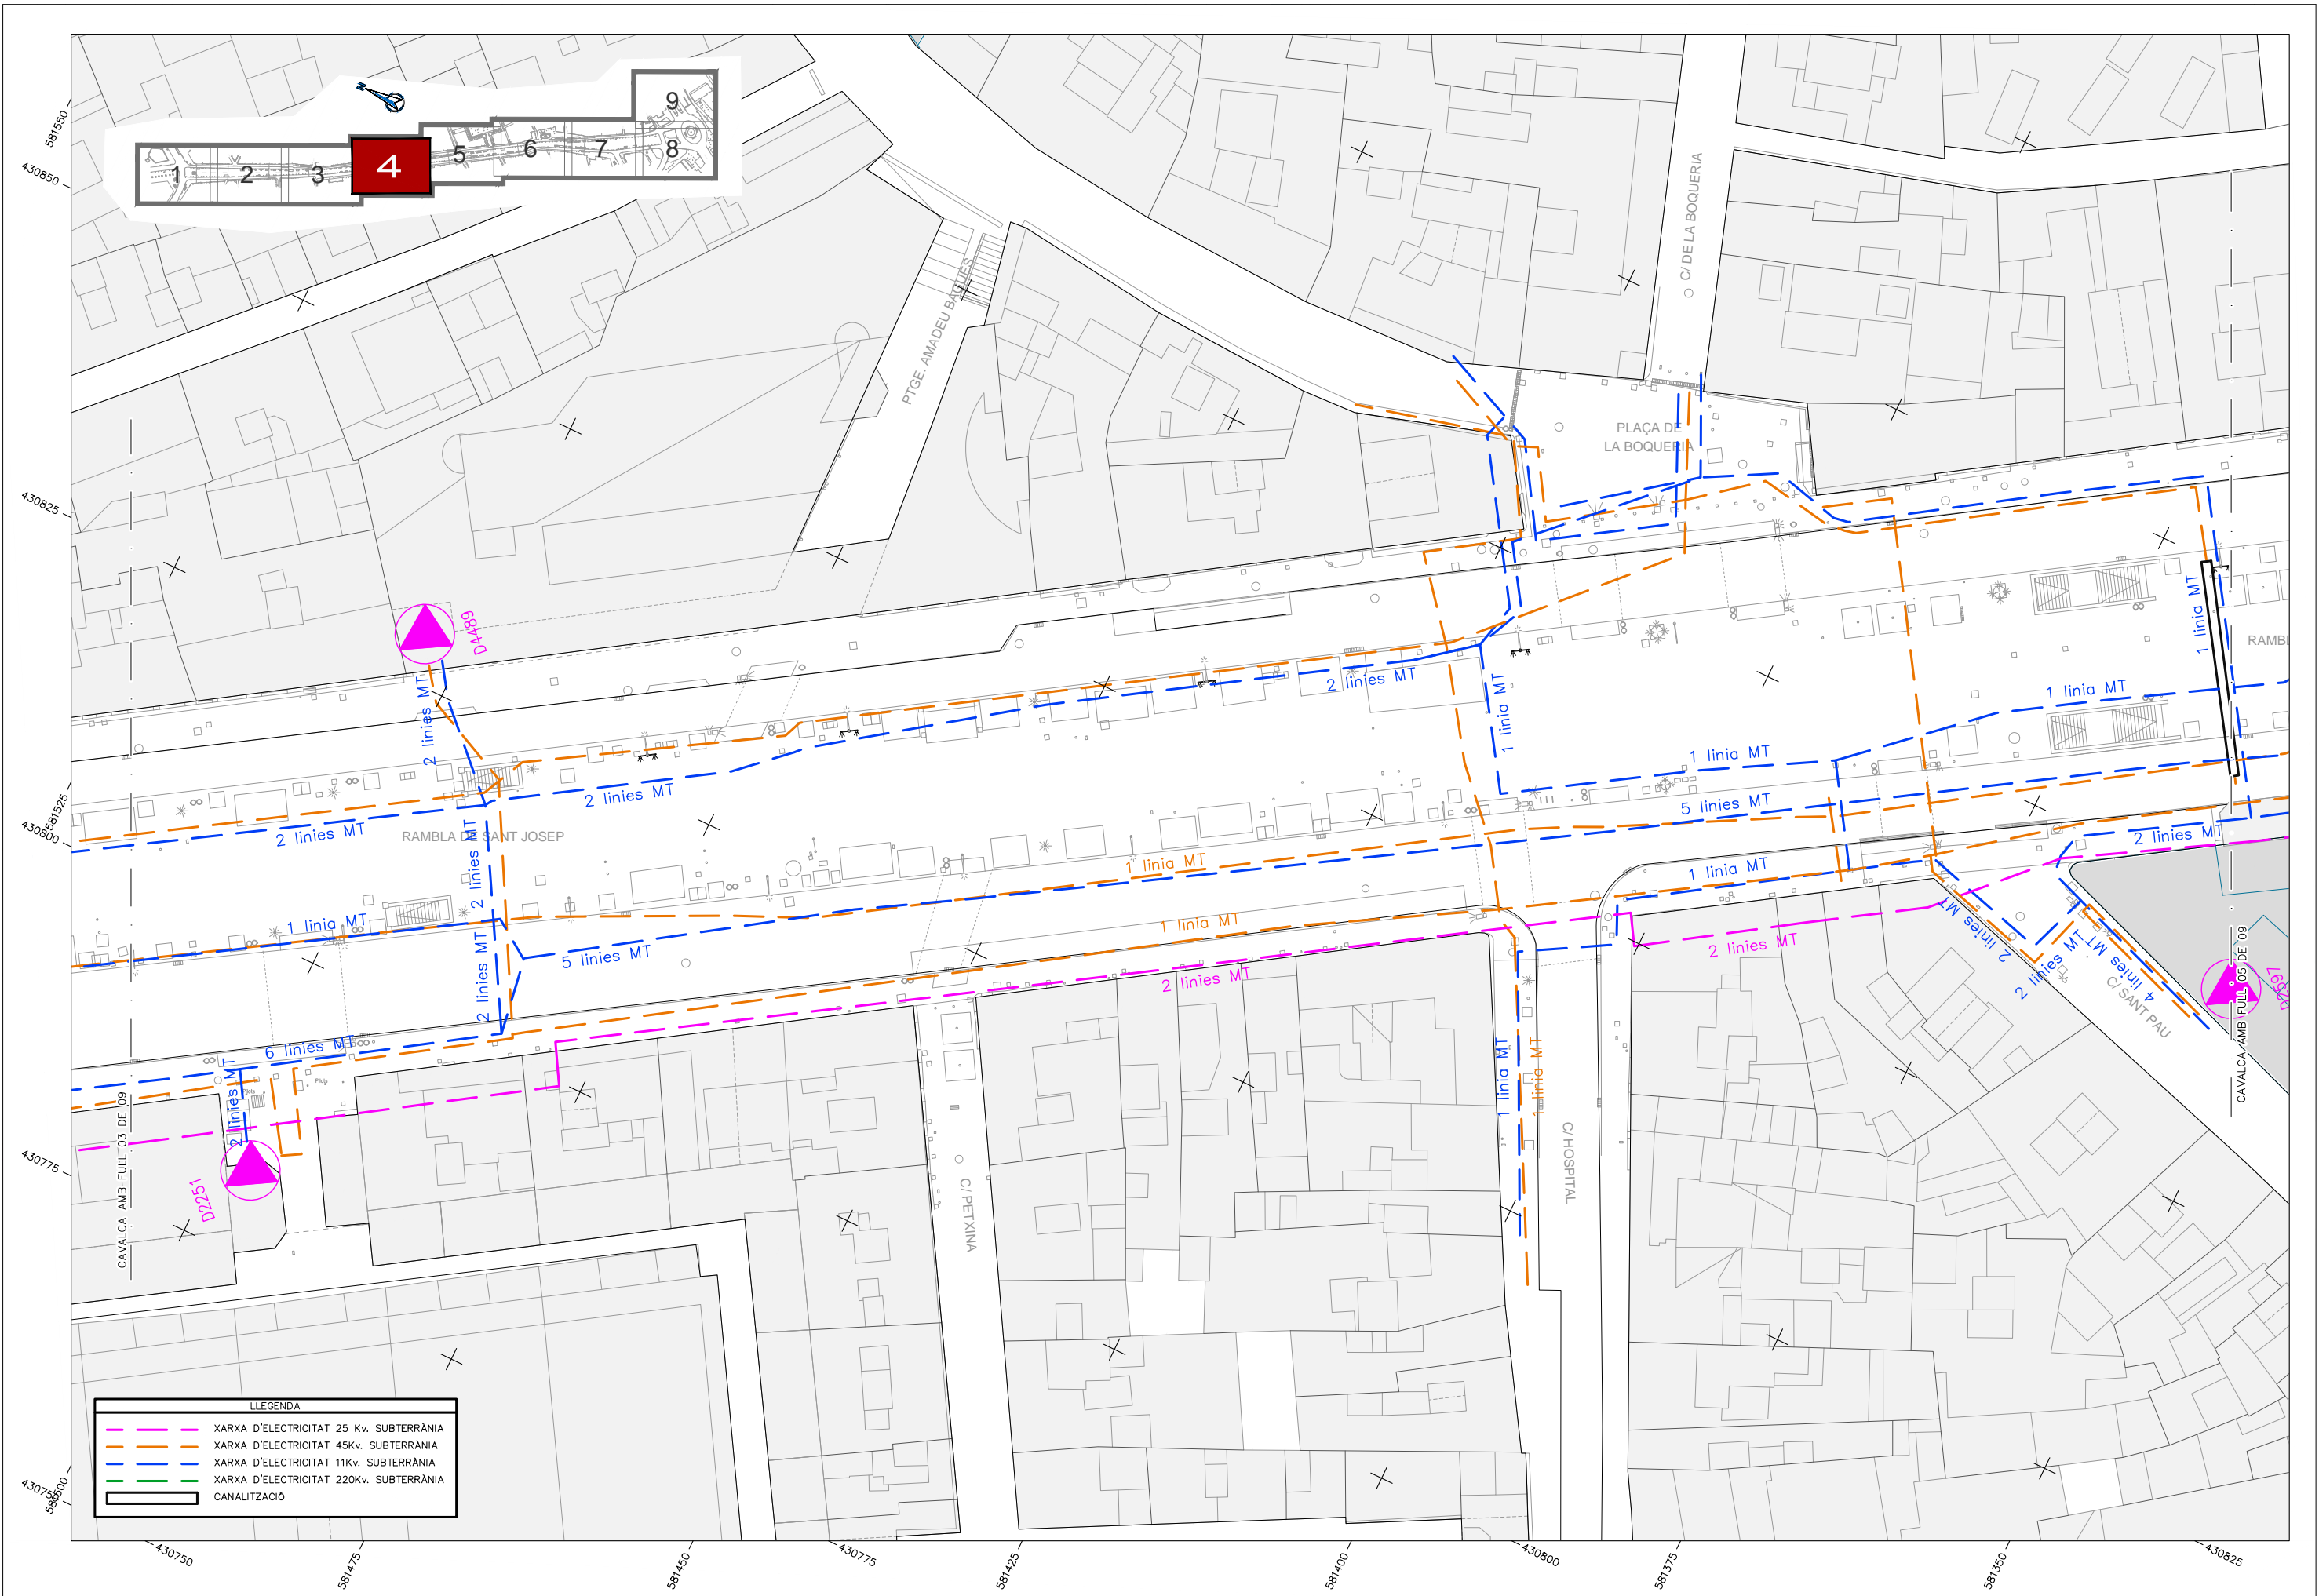 581550
430850
430825
581525
430800
430775
581500
1
2
3
4
5
6
7
8
9
N
PTGE. AMADEU BAGUES
C/ DE LA BOQUERIA
PLAÇA DE
LA BOQUERIA
D4489
2 linies MT
2 linies MT
2 linies MT
2 linies MT
2 linies MT
2 linies MT
RAMBLA DE SANT JOSEP
1 linia MT
5 linies MT
6 linies MT
2 linies MT
D2251
CAVALCA AMB FULL 03 DE 09
1 linia MT
1 linia MT
2 linies MT
1 linia MT
1 linia MT
1 linia MT
1 linia MT
RAMBL
5 linies MT
1 linia MT
2 linies MT
2 linies MT
2 linies MT
2 linies MT
4 linies MT
C/ SANT PAU
D2597
CAVALCA AMB FULL 05 DE 09
1 linia MT
1 linia MT
C/ HOSPITAL
C/ PETXINA
LLEGENDA
XARXA D'ELECTRICITAT 25 Kv. SUBTERRÀNIA
XARXA D'ELECTRICITAT 45Kv. SUBTERRÀNIA
XARXA D'ELECTRICITAT 11Kv. SUBTERRÀNIA
XARXA D'ELECTRICITAT 220Kv. SUBTERRÀNIA
CANALITZACIÓ
430750
581475
581450
430775
581425
581400
430800
581375
581350
430825